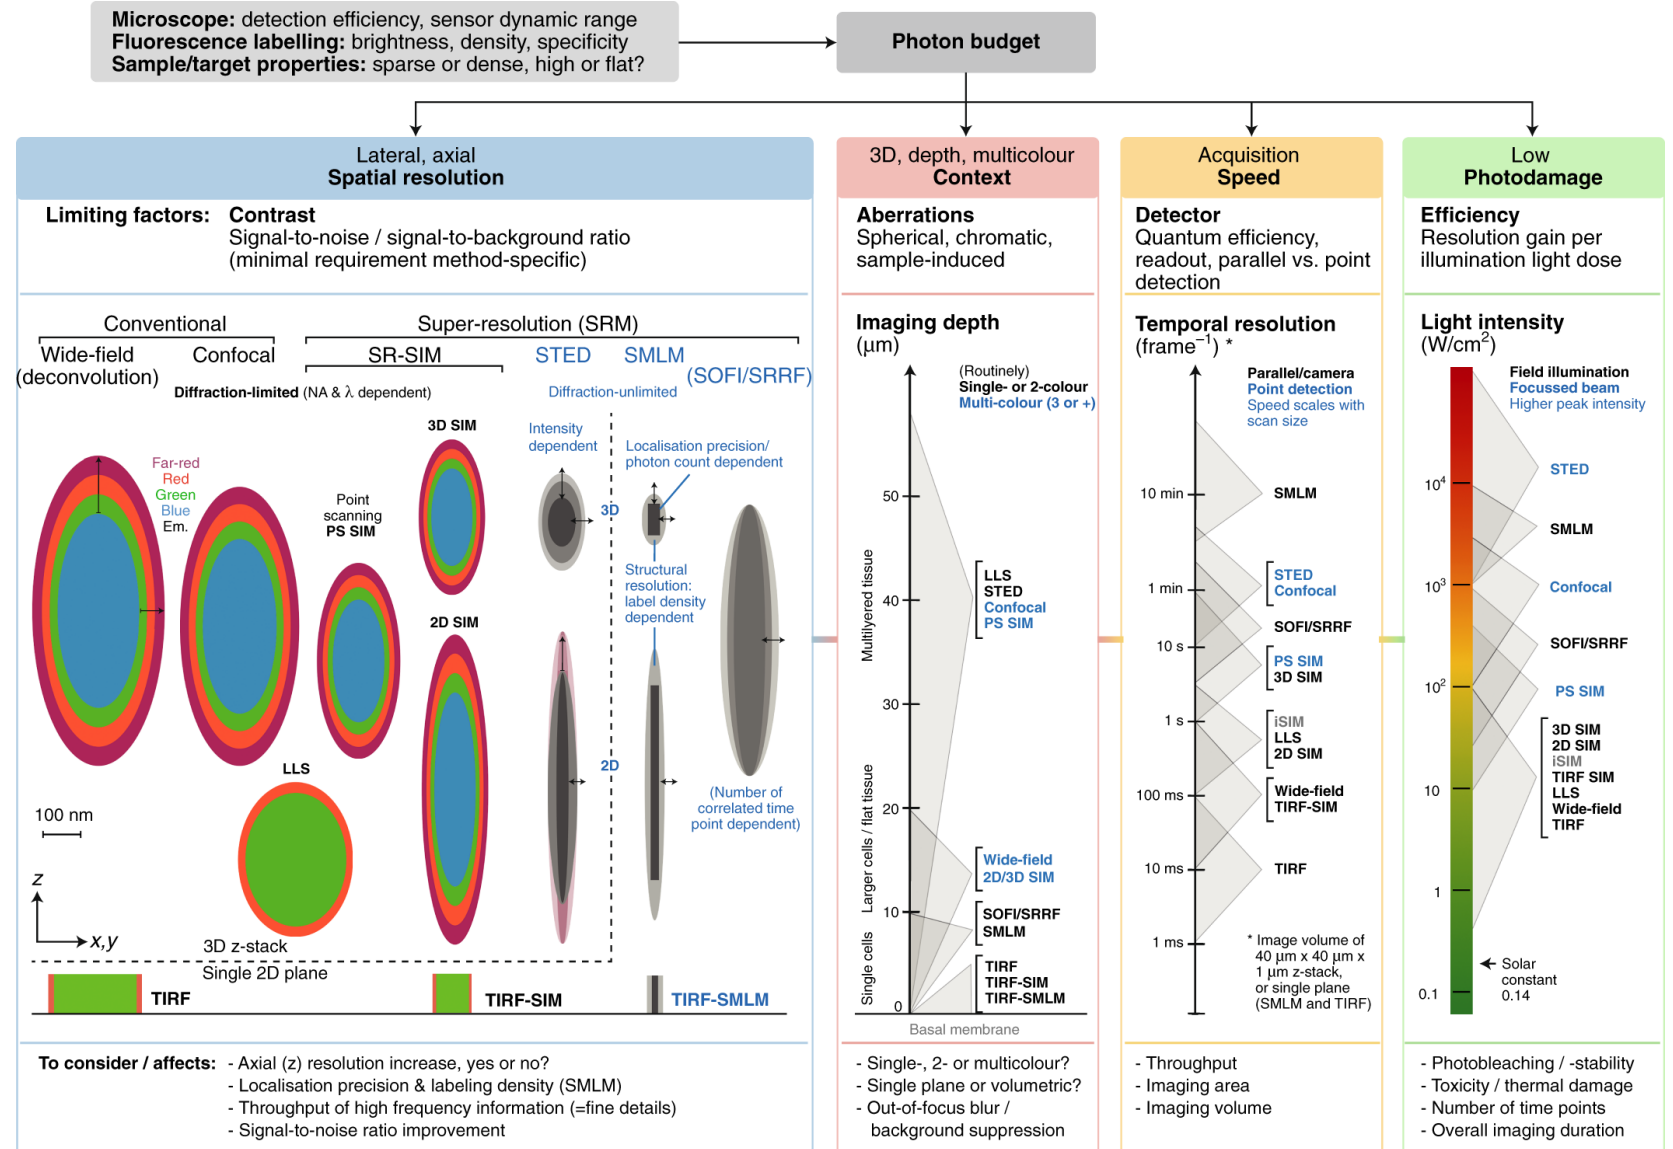 Microscope: detection efficiency, sensor dynamic range
Fluorescence labelling: brightness, density, specificity
Sample/target properties: sparse or dense, high or flat?
Photon budget
Lateral, axial
Spatial resolution
Limiting factors: Contrast
Signal-to-noise / signal-to-background ratio
(minimal requirement method-specific)
Conventional
Super-resolution (SRM)
Wide-field
(deconvolution)
Confocal
SR-SIM
STED
SMLM
(SOFI/SRRF)
Diffraction-limited (NA & λ dependent)
Diffraction-unlimited
Far-red
Red
Green
Blue
Em.
Point
scanning
PS SIM
3D SIM
2D SIM
LLS
Intensity
dependent
Localisation precision/
photon count dependent
3D
Structural
resolution:
label density
dependent
2D
(Number of
correlated time
point dependent)
100 nm
z
x,y
3D z-stack
Single 2D plane
TIRF
TIRF-SIM
TIRF-SMLM
To consider / affects: - Axial (z) resolution increase, yes or no?
- Localisation precision & labeling density (SMLM)
- Throughput of high frequency information (=fine details)
- Signal-to-noise ratio improvement
3D, depth, multicolour
Context
Aberrations
Spherical, chromatic,
sample-induced
Imaging depth
(µm)
(Routinely)
Single- or 2-colour
Multi-colour (3 or +)
50
40
30
20
10
0
Multilyered tissue
Larger cells / flat tissue
Single cells
LLS
STED
Confocal
PS SIM
Wide-field
2D/3D SIM
SOFI/SRRF
SMLM
TIRF
TIRF-SIM
TIRF-SMLM
Basal membrane
- Single-, 2- or multicolour?
- Single plane or volumetric?
- Out-of-focus blur /
background suppression
Acquisition
Speed
Detector
Quantum efficiency,
readout, parallel vs. point
detection
Temporal resolution
(frame⁻¹) *
Parallel/camera
Point detection
Speed scales with
scan size
10 min
1 min
10 s
1 s
100 ms
10 ms
1 ms
SMLM
STED
Confocal
SOFI/SRRF
PS SIM
3D SIM
iSIM
LLS
2D SIM
Wide-field
TIRF-SIM
TIRF
* Image volume of
40 µm x 40 µm x
1 µm z-stack,
or single plane
(SMLM and TIRF)
- Throughput
- Imaging area
- Imaging volume
Low
Photodamage
Efficiency
Resolution gain per
illumination light dose
Light intensity
(W/cm²)
Field illumination
Focussed beam
Higher peak intensity
10⁴
10³
10²
10
1
0.1
STED
SMLM
Confocal
SOFI/SRRF
PS SIM
3D SIM
2D SIM
iSIM
TIRF SIM
LLS
Wide-field
TIRF
Solar
constant
0.14
- Photobleaching / -stability
- Toxicity / thermal damage
- Number of time points
- Overall imaging duration